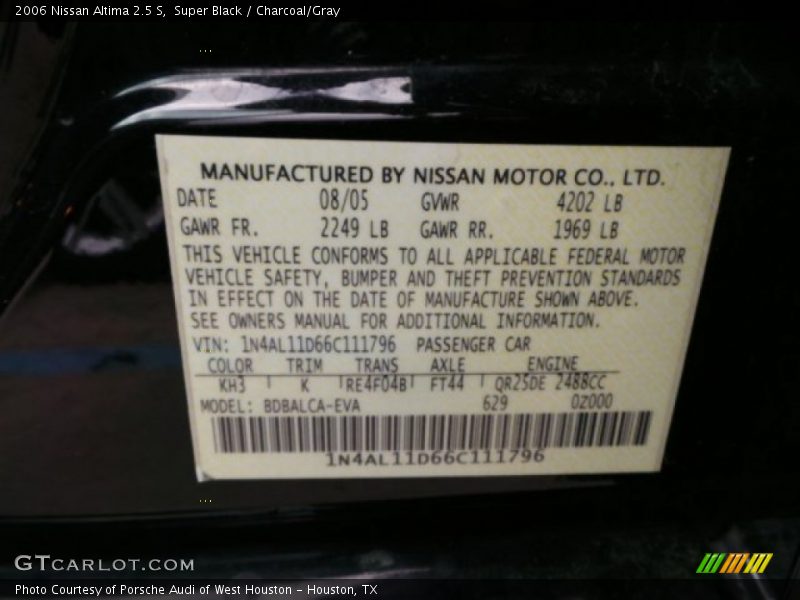 2006 Nissan Altima 2.5 S, Super Black / Charcoal/Gray
MANUFACTURED BY NISSAN MOTOR CO., LTD.
DATE 08/05 GVWR 4202 LB
GAWR FR. 2249 LB GAWR RR. 1969 LB
THIS VEHICLE CONFORMS TO ALL APPLICABLE FEDERAL MOTOR
VEHICLE SAFETY, BUMPER AND THEFT PREVENTION STANDARDS
IN EFFECT ON THE DATE OF MANUFACTURE SHOWN ABOVE.
SEE OWNERS MANUAL FOR ADDITIONAL INFORMATION.
VIN: 1N4AL11D66C111796 PASSENGER CAR
COLOR TRIM TRANS AXLE ENGINE
KH3 K RE4F04B FT44 QR25DE 2488CC
MODEL: BDBALCA-EVA 629 0Z000
1N4AL11D66C111796
GTCARLOT.COM
Photo Courtesy of Porsche Audi of West Houston - Houston, TX